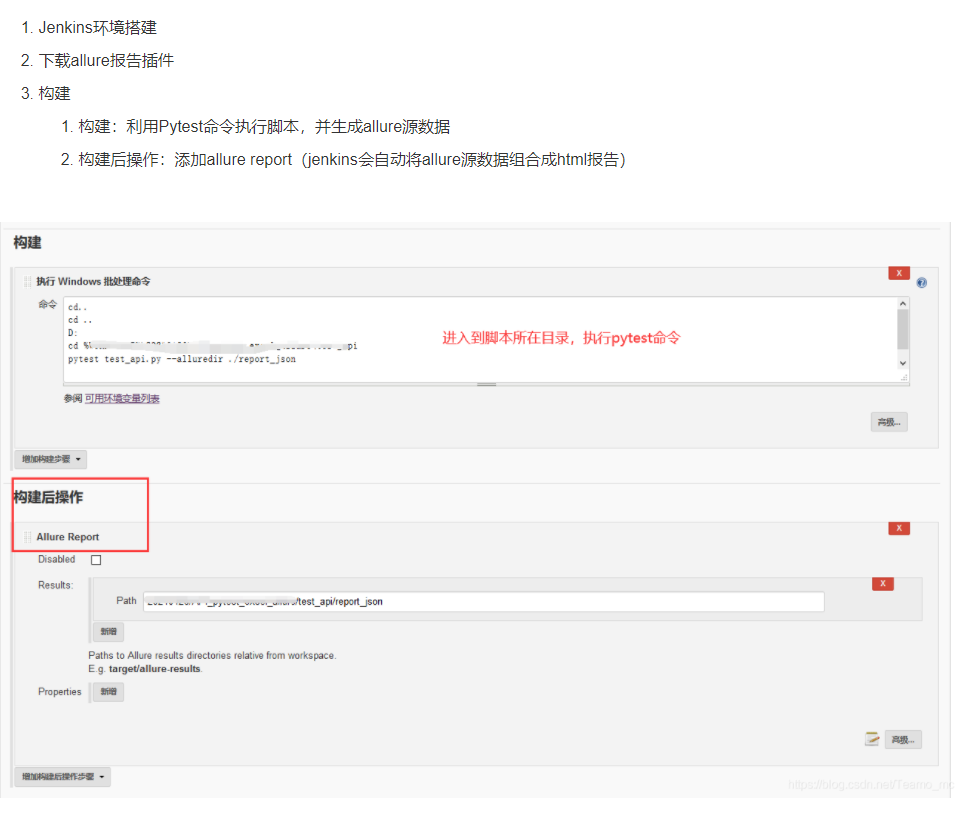 1. Jenkins环境搭建
2. 下载allure报告插件
3. 构建
1. 构建：利用Pytest命令执行脚本，并生成allure源数据
2. 构建后操作：添加allure report（jenkins会自动将allure源数据组合成html报告）
构建
X
执行 Windows 批处理命令
命令
cd..
cd ..
D:
cd
进入到脚本所在目录，执行pytest命令
pytest test_api.py --alluredir ./report_json
参阅 可用环境变量列表
高级...
增加构建步骤
构建后操作
X
Allure Report
Disabled
Results:
X
Path /test_api/report_json
新增
Paths to Allure results directories relative from workspace.
E.g. target/allure-results.
Properties 新增
高级...
增加构建后操作步骤